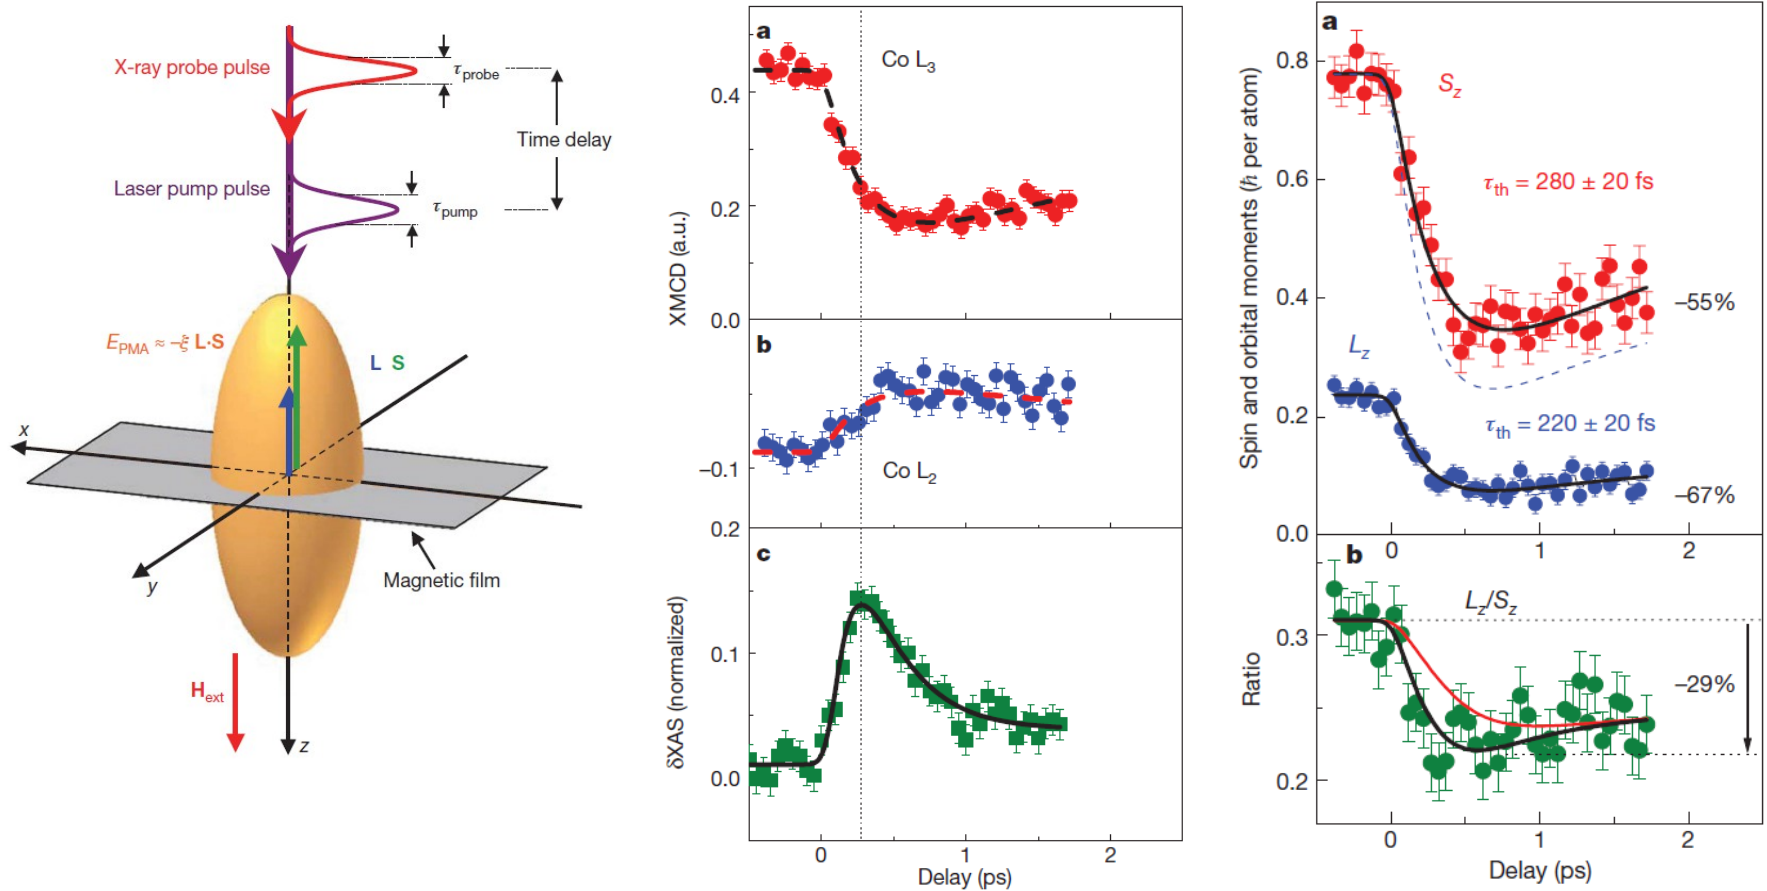 X-ray probe pulse
τprobe
Time delay
Laser pump pulse
τpump
EPMA ≈ –ξ L·S
L S
x
y
Magnetic film
Hext
z
a
Co L3
0.4
0.2
0.0
XMCD (a.u.)
b
–0.1
Co L2
0.2
c
0.1
0.0
δXAS (normalized)
0 1 2
Delay (ps)
a
0.8
Sz
τth = 280 ± 20 fs
0.6
0.4
–55%
Lz
0.2
τth = 220 ± 20 fs
–67%
0.0
Spin and orbital moments (ħ per atom)
0 1 2
b
Lz/Sz
0.3
–29%
0.2
Ratio
0 1 2
Delay (ps)